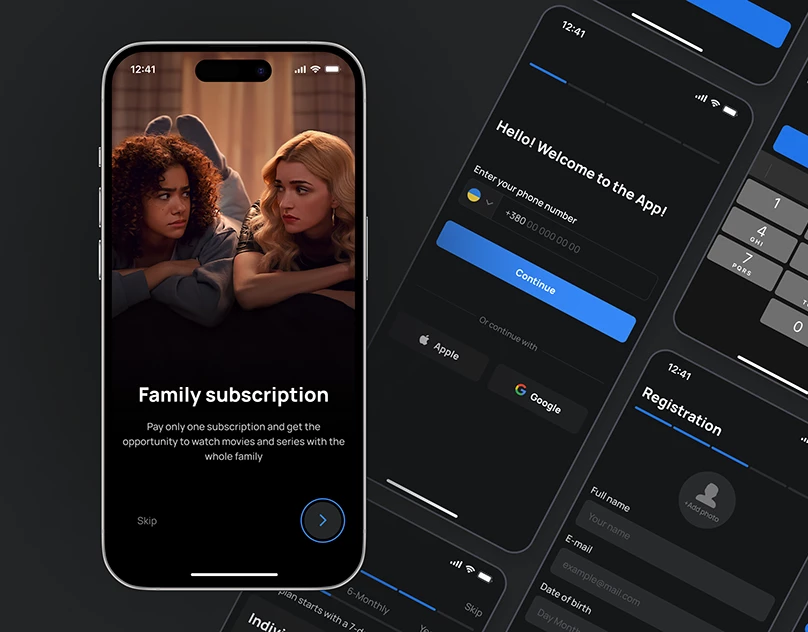 12:41
Family subscription
Pay only one subscription and get the
opportunity to watch movies and series with the
whole family
Skip
12:41
Hello! Welcome to the App!
Enter your phone number
+380 00 000 00 00
Continue
Or continue with
Apple
Google
1
4
GHI
7
PQRS
0
12:41
Registration
+Add photo
Full name
Your name
E-mail
example@mail.com
Date of birth
Day Month
6-Monthly
Skip
plan starts with a 7-d